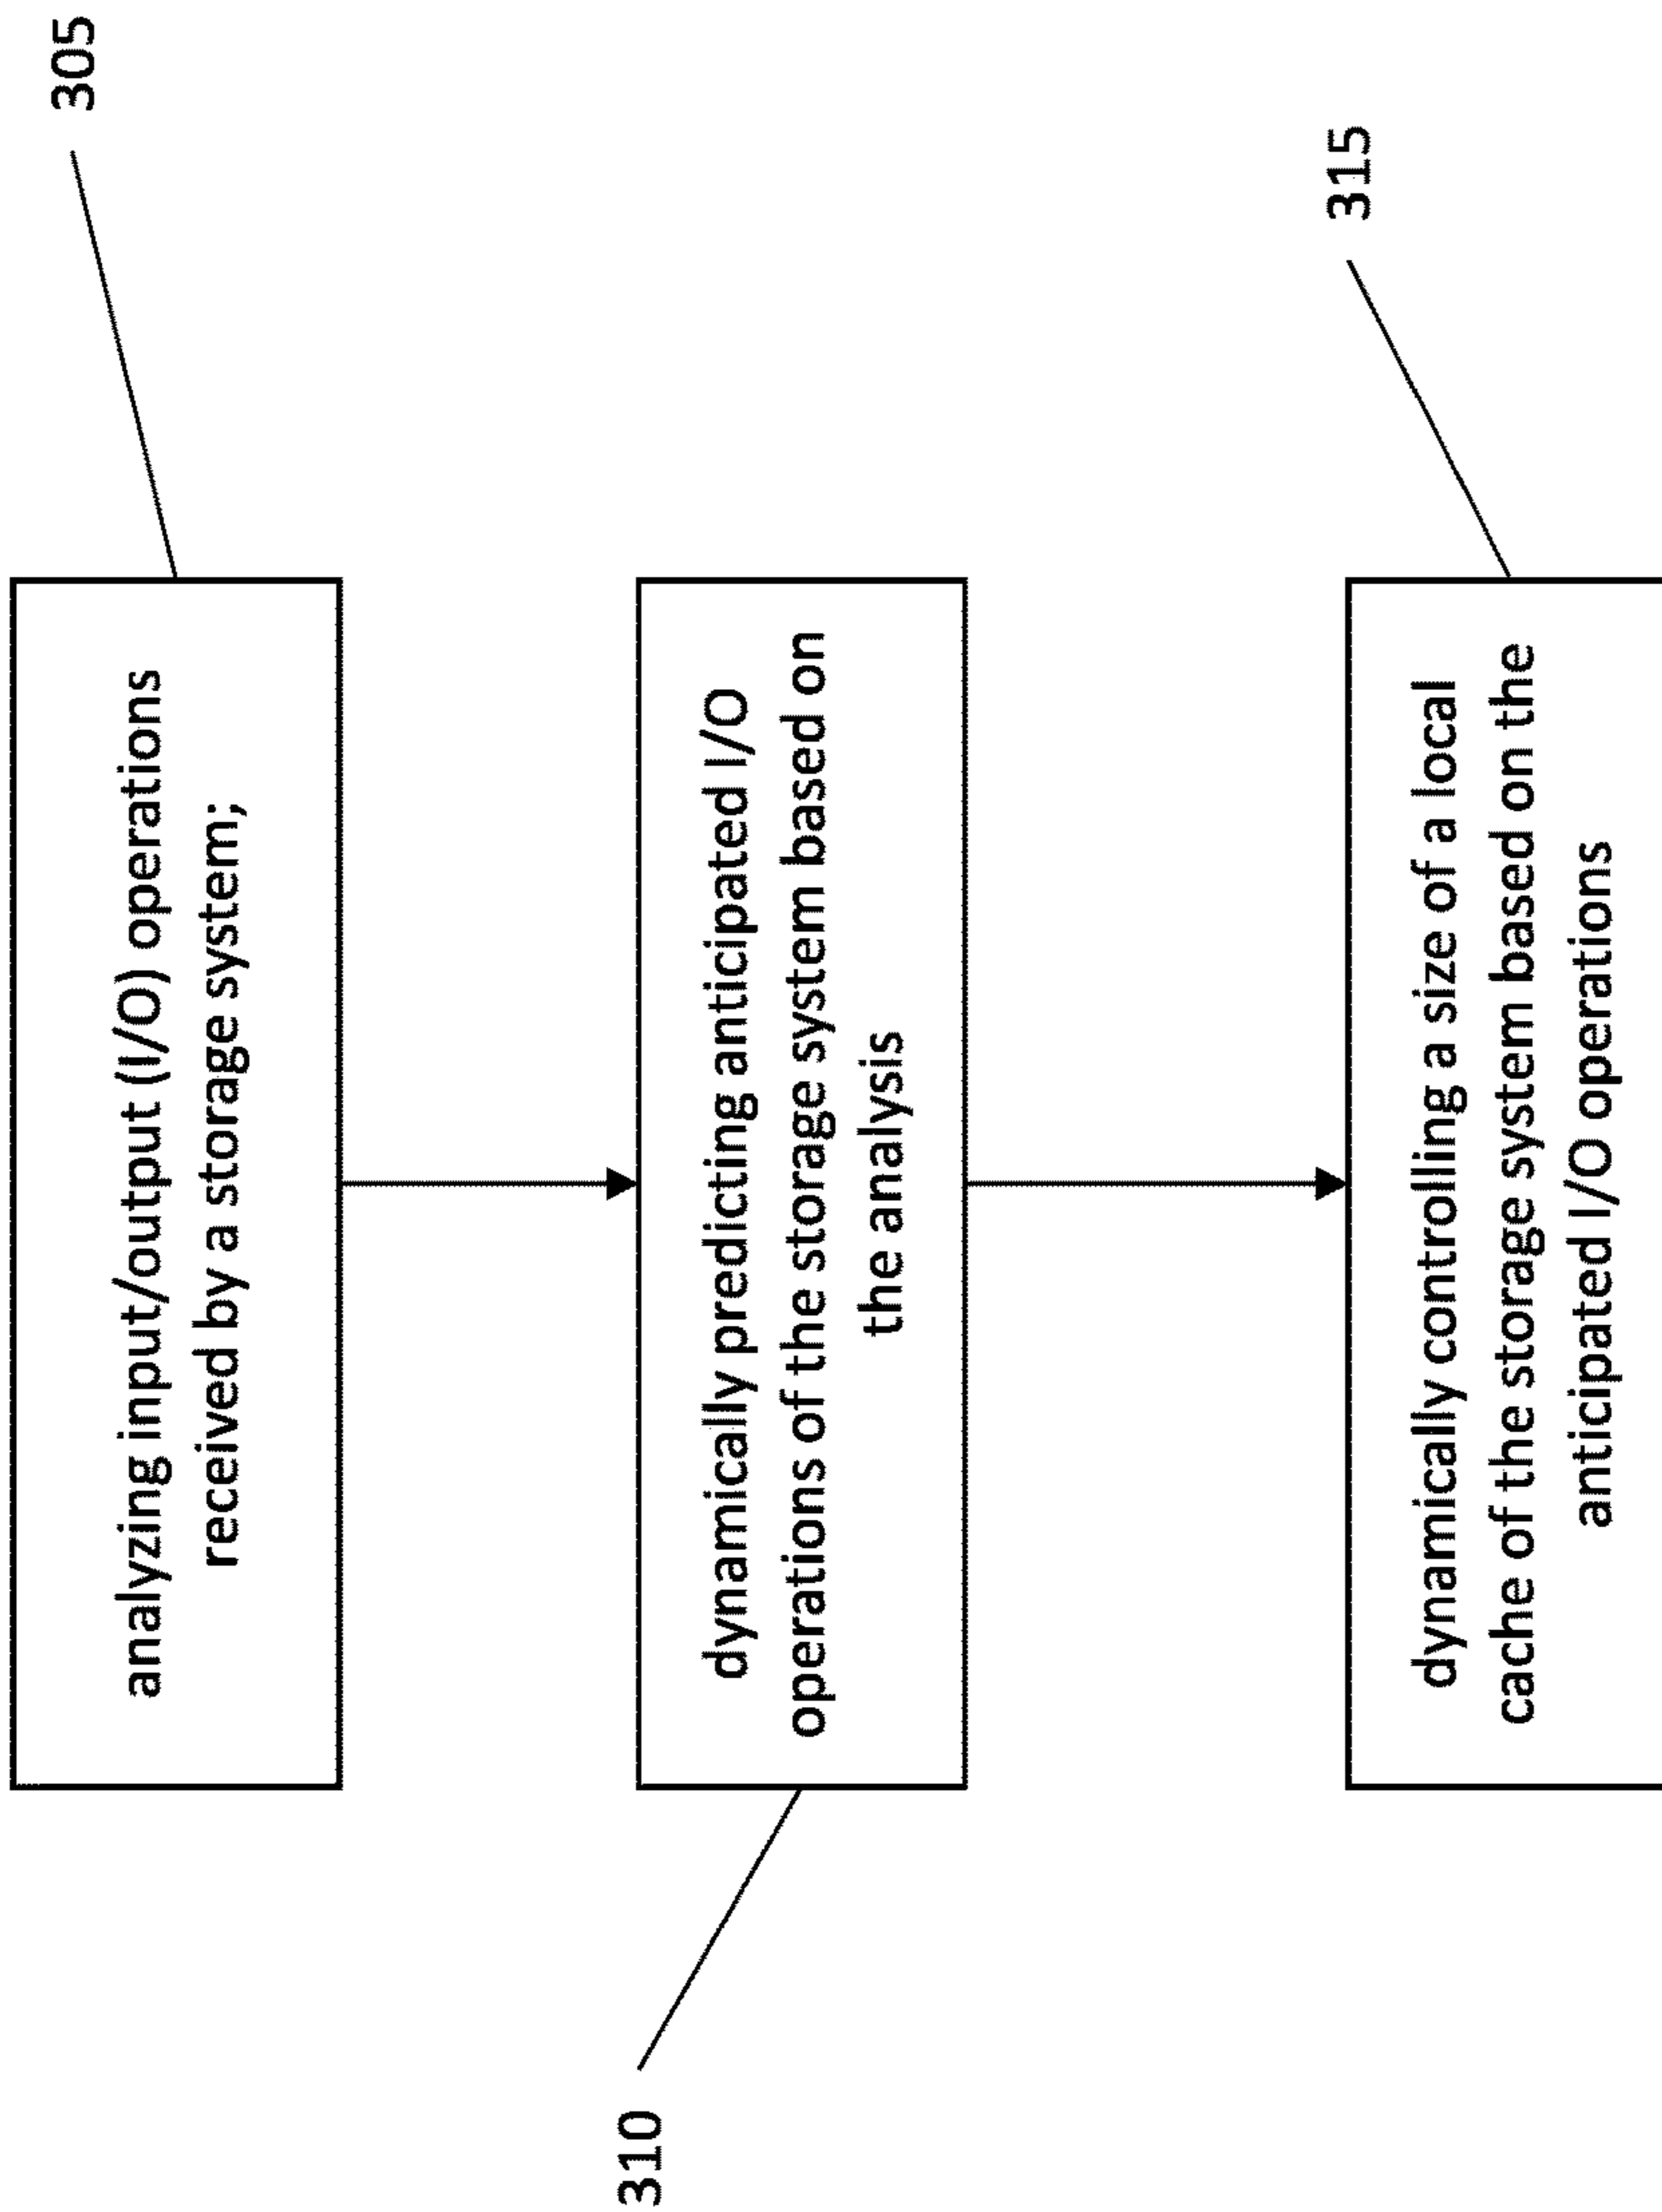 305
analyzing input/output (I/O) operations
received by a storage system;
310
dynamically predicting anticipated I/O
operations of the storage system based on
the analysis
315
dynamically controlling a size of a local
cache of the storage system based on the
anticipated I/O operations